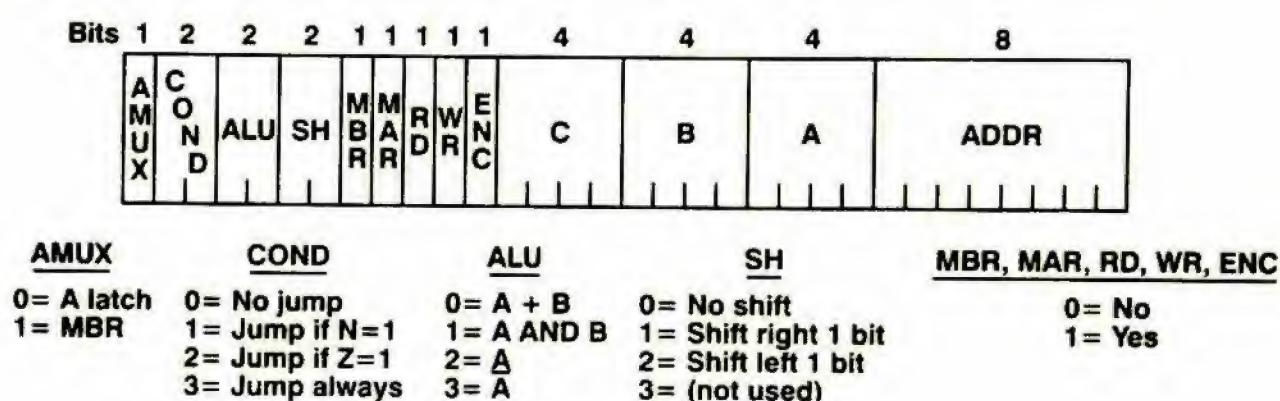 Bits 1 2 2 2 1 1 1 1 1 4 4 4 8
AMUX COND ALU SH MBR MAR RD WR ENC C B A ADDR
AMUX COND ALU SH MBR, MAR, RD, WR, ENC
0= A latch 0= No jump 0= A + B 0= No shift 0= No
1= MBR 1= Jump if N=1 1= A AND B 1= Shift right 1 bit 1= Yes
2= Jump if Z=1 2= A 2= Shift left 1 bit
3= Jump always 3= A 3= (not used)